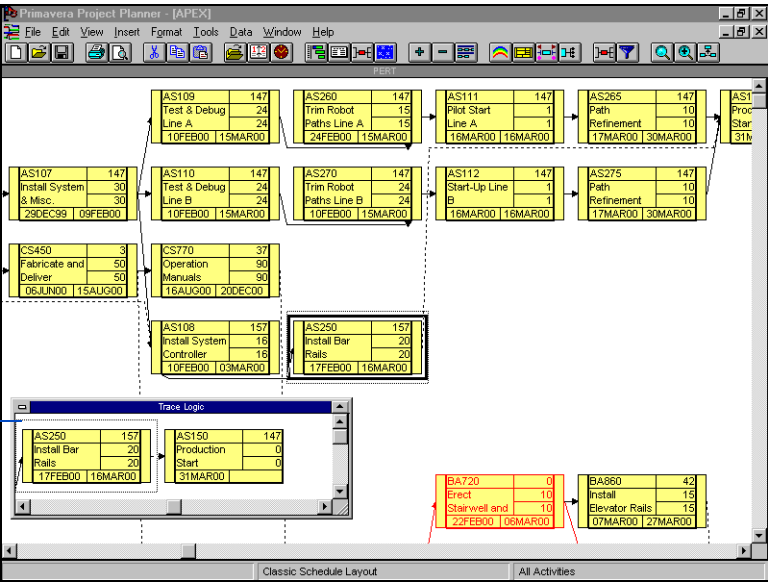 Primavera Project Planner - [APEX]
File Edit View Insert Format Tools Data Window Help
PERT
AS109 147
Test & Debug 24
Line A 24
10FEB00 15MAR00
AS260 147
Trim Robot 15
Paths Line A 15
24FEB00 15MAR00
AS111 147
Pilot Start 1
Line A 1
16MAR00 16MAR00
AS265 147
Path 10
Refinement 10
17MAR00 30MAR00
AS1
Proc
Star
31M
AS107 147
Install System 30
& Misc. 30
29DEC99 09FEB00
AS110 147
Test & Debug 24
Line B 24
10FEB00 15MAR00
AS270 147
Trim Robot 24
Paths Line B 24
10FEB00 15MAR00
AS112 147
Start-Up Line 1
B 1
16MAR00 16MAR00
AS275 147
Path 10
Refinement 10
17MAR00 30MAR00
CS450 3
Fabricate and 50
Deliver 50
06JUN00 15AUG00
CS770 37
Operation 90
Manuals 90
16AUG00 20DEC00
AS108 157
Install System 16
Controller 16
10FEB00 03MAR00
AS250 157
Install Bar 20
Rails 20
17FEB00 16MAR00
Trace Logic
AS250 157
Install Bar 20
Rails 20
17FEB00 16MAR00
AS150 147
Production 0
Start 0
31MAR00
BA720 0
Erect 10
Stairwell and 10
22FEB00 06MAR00
BA860 42
Install 15
Elevator Rails 15
07MAR00 27MAR00
Classic Schedule Layout
All Activities